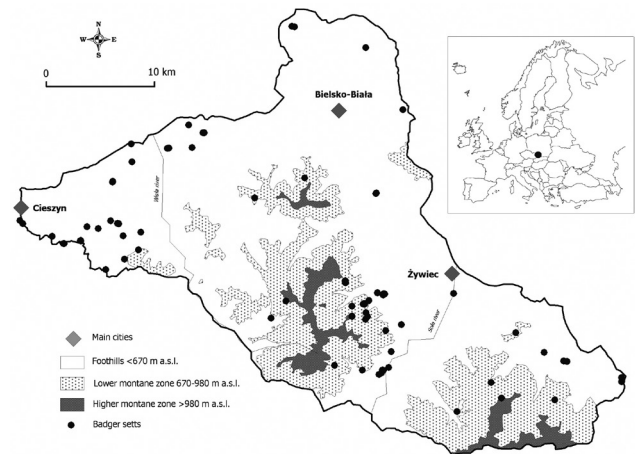 N
W E
S
0 10 km
Bielsko-Biała
Wisła river
Cieszyn
Żywiec
Soła river
Main cities
Foothills <670 m a.s.l.
Lower montane zone 670-980 m a.s.l.
Higher montane zone >980 m a.s.l.
Badger setts